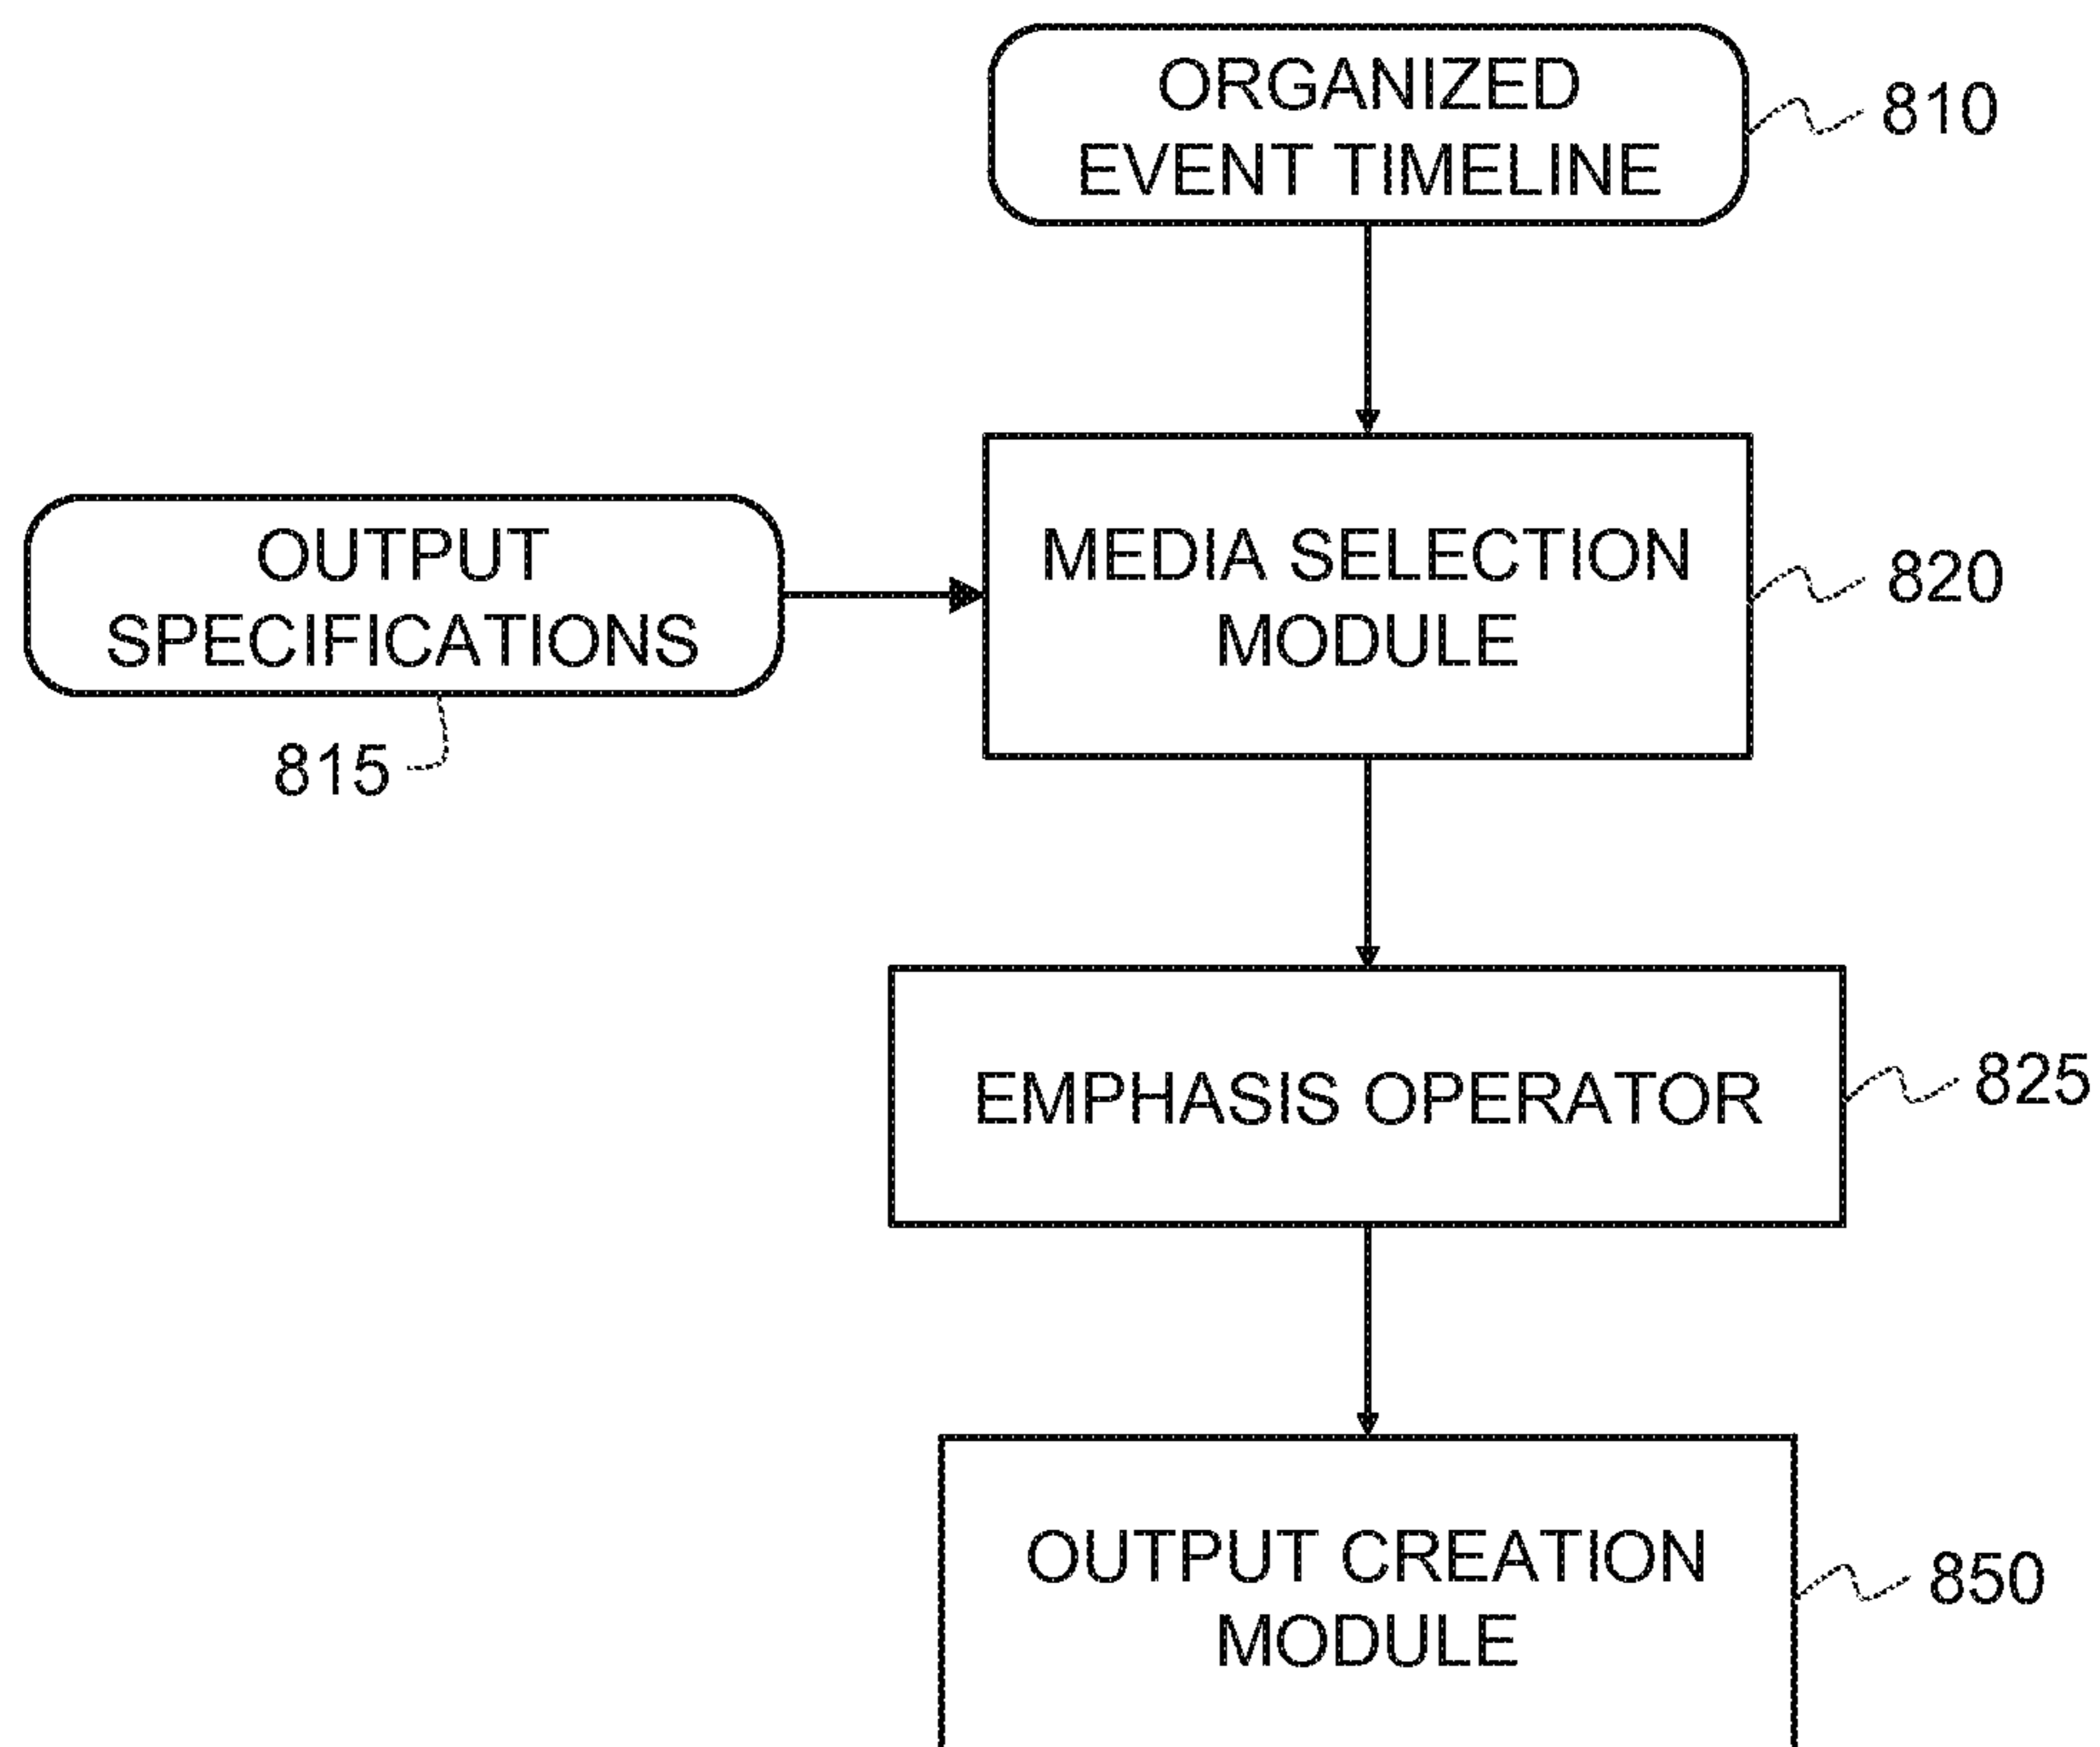 ORGANIZED
EVENT TIMELINE
810
OUTPUT
SPECIFICATIONS
815
MEDIA SELECTION
MODULE
820
EMPHASIS OPERATOR
825
OUTPUT CREATION
MODULE
850